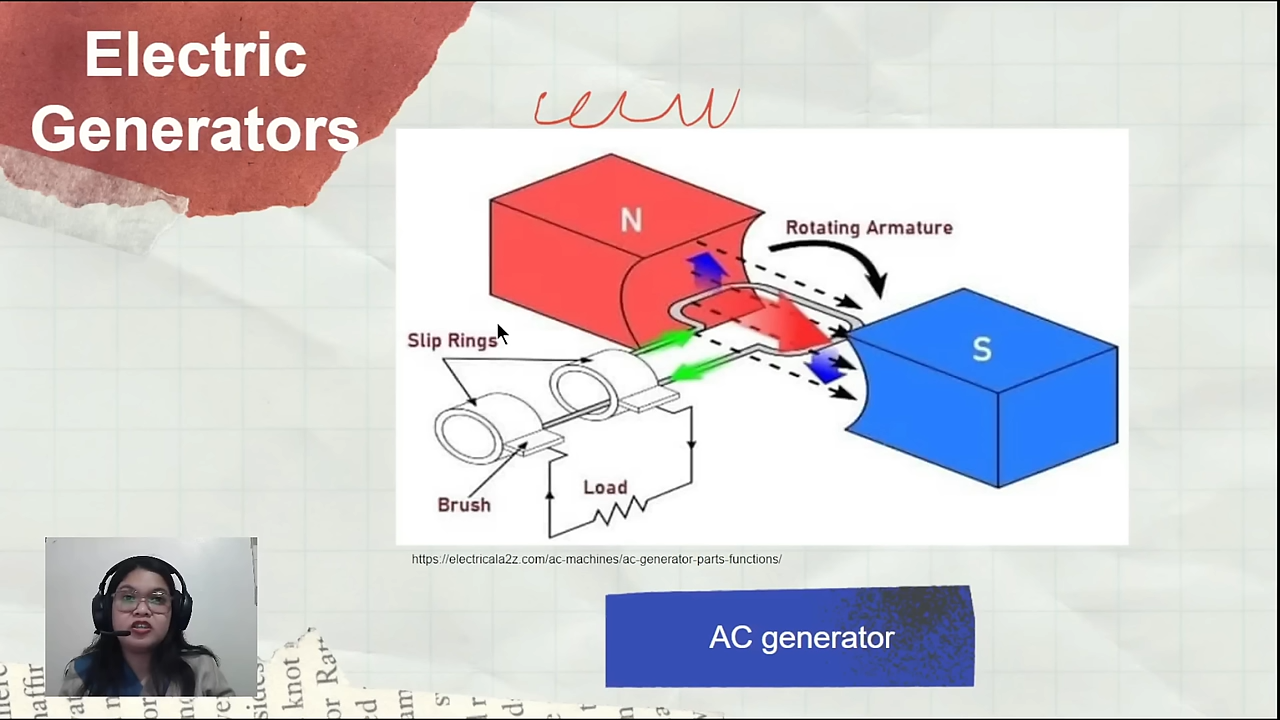 Electric
Generators
N
Rotating Armature
S
Slip Rings
Brush
Load
https://electricala2z.com/ac-machines/ac-generator-parts-functions/
AC generator